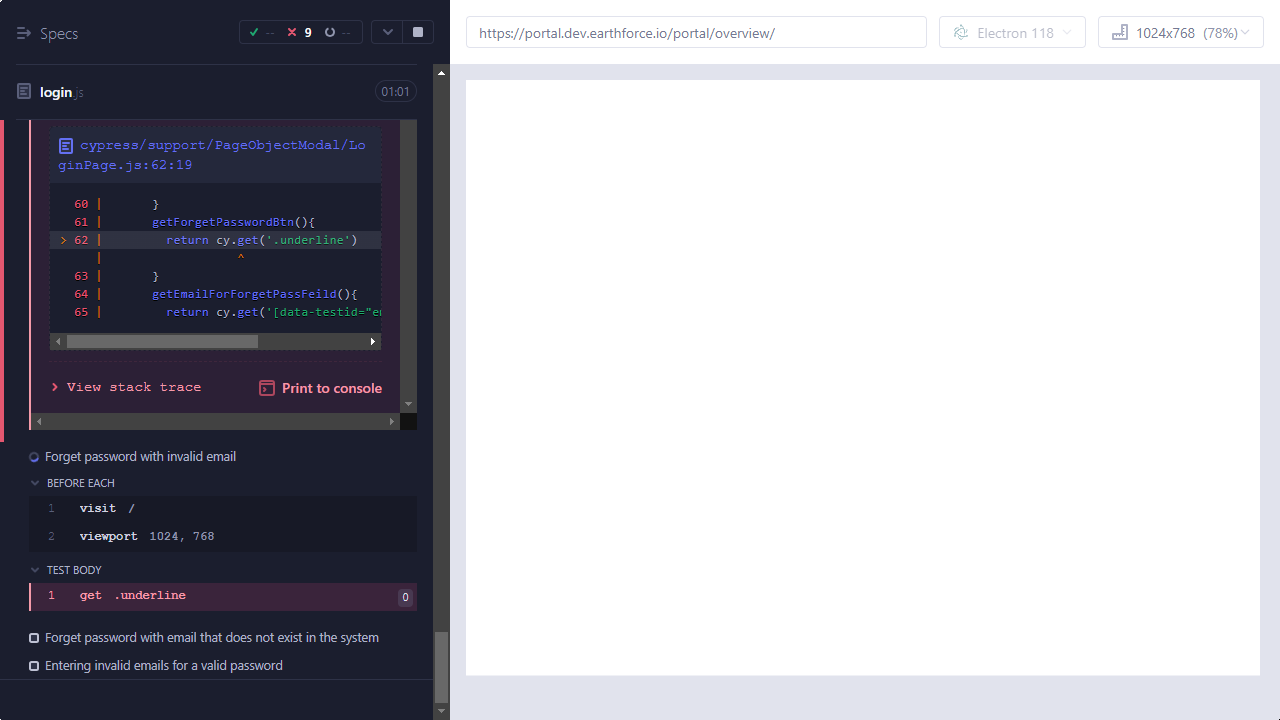 Specs
-- 9 --
https://portal.dev.earthforce.io/portal/overview/
Electron 118
1024x768 (78%)
login.js
01:01
cypress/support/PageObjectModal/Lo
ginPage.js:62:19
60 | }
61 | getForgetPasswordBtn(){
> 62 | return cy.get('.underline')
| ^
63 | }
64 | getEmailForForgetPassFeild(){
65 | return cy.get('[data-testid="em
> View stack trace
Print to console
Forget password with invalid email
BEFORE EACH
1 visit /
2 viewport 1024, 768
TEST BODY
1 get .underline 0
Forget password with email that does not exist in the system
Entering invalid emails for a valid password